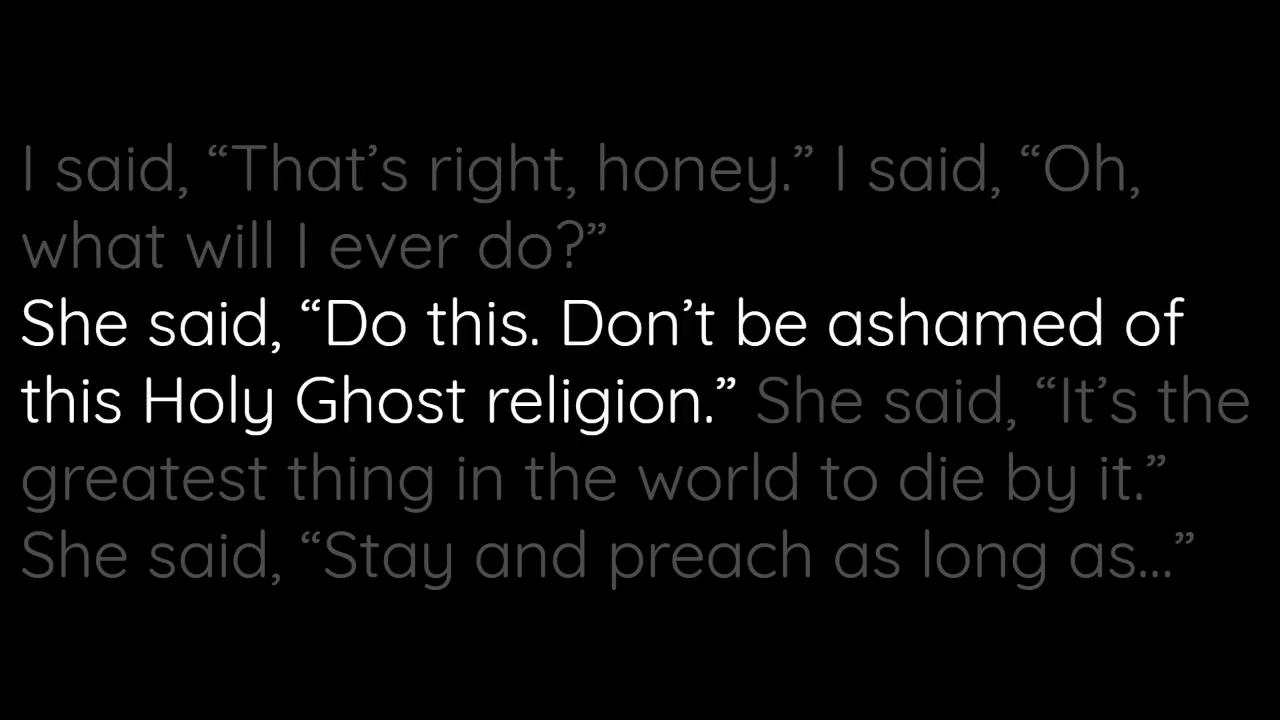 I said, “That’s right, honey.” I said, “Oh,
what will I ever do?”
She said, “Do this. Don’t be ashamed of
this Holy Ghost religion.” She said, “It’s the
greatest thing in the world to die by it.”
She said, “Stay and preach as long as...”